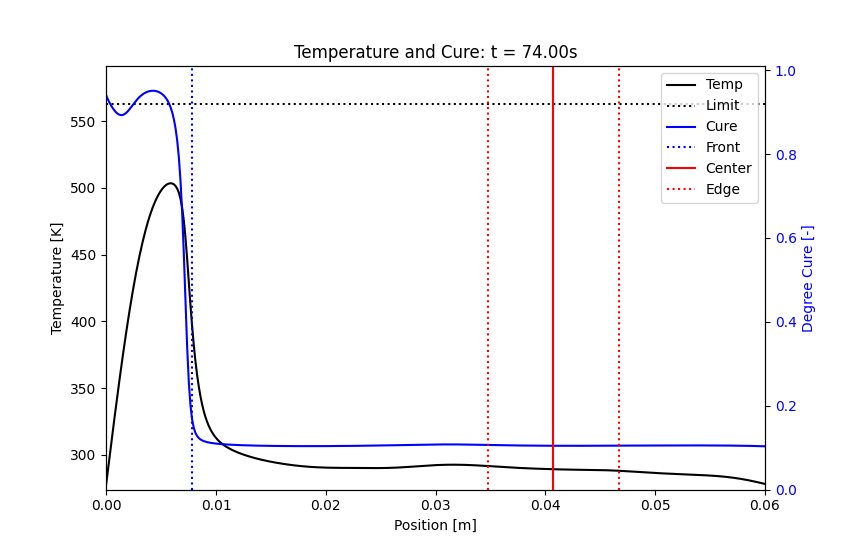 Temperature and Cure: t = 74.00s
Temp
Limit
Cure
Front
Center
Edge
Temperature [K]
550
500
450
400
350
300
1.0
0.8
0.6
0.4
0.2
0.0
Degree Cure [-]
0.00 0.01 0.02 0.03 0.04 0.05 0.06
Position [m]